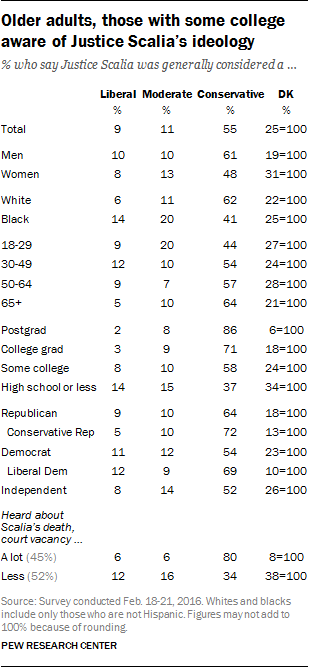 Older adults, those with some college
aware of Justice Scalia's ideology
% who say Justice Scalia was generally considered a ...
Liberal Moderate Conservative DK
% % % %
Total 9 11 55 25=100
Men 10 10 61 19=100
Women 8 13 48 31=100
White 6 11 62 22=100
Black 14 20 41 25=100
18-29 9 20 44 27=100
30-49 12 10 54 24=100
50-64 9 7 57 28=100
65+ 5 10 64 21=100
Postgrad 2 8 86 6=100
College grad 3 9 71 18=100
Some college 8 10 58 24=100
High school or less 14 15 37 34=100
Republican 9 10 64 18=100
Conservative Rep 5 10 72 13=100
Democrat 11 12 54 23=100
Liberal Dem 12 9 69 10=100
Independent 8 14 52 26=100
Heard about
Scalia's death,
court vacancy ...
A lot (45%) 6 6 80 8=100
Less (52%) 12 16 34 38=100
Source: Survey conducted Feb. 18-21, 2016. Whites and blacks
include only those who are not Hispanic. Figures may not add to
100% because of rounding.
PEW RESEARCH CENTER